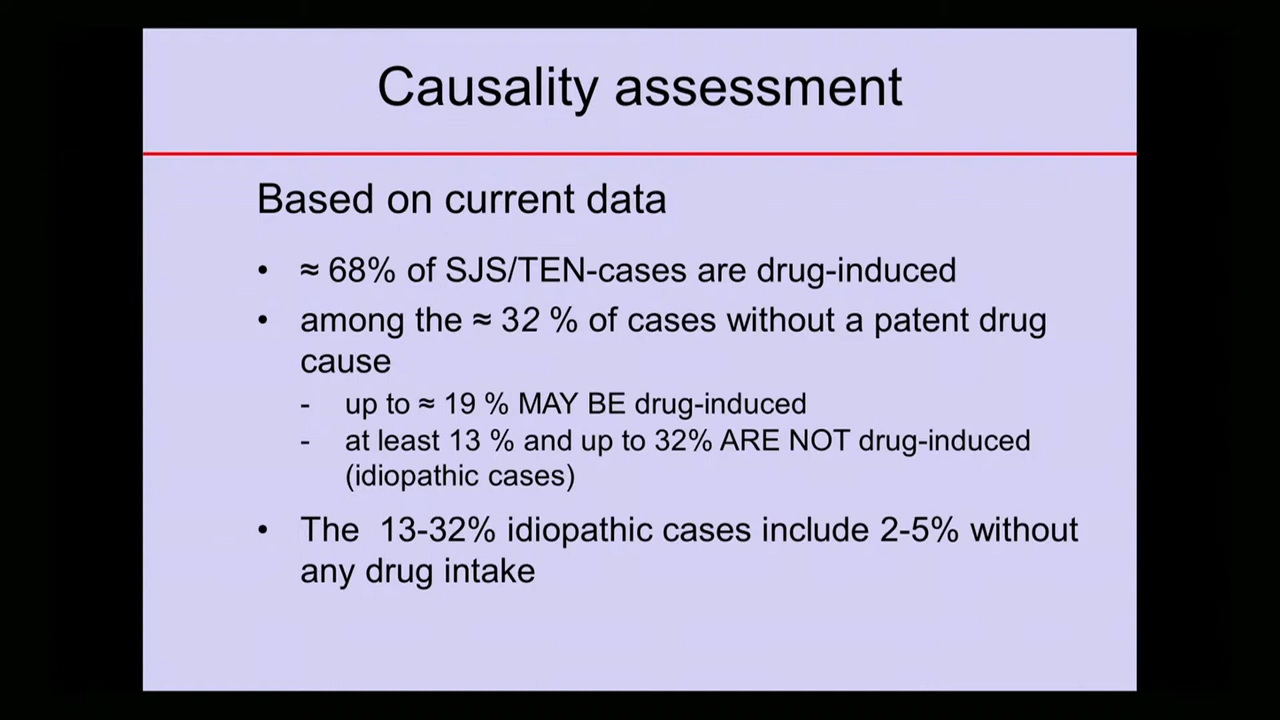 Causality assessment
Based on current data
• ≈ 68% of SJS/TEN-cases are drug-induced
• among the ≈ 32 % of cases without a patent drug
cause
- up to ≈ 19 % MAY BE drug-induced
- at least 13 % and up to 32% ARE NOT drug-induced
(idiopathic cases)
• The 13-32% idiopathic cases include 2-5% without
any drug intake